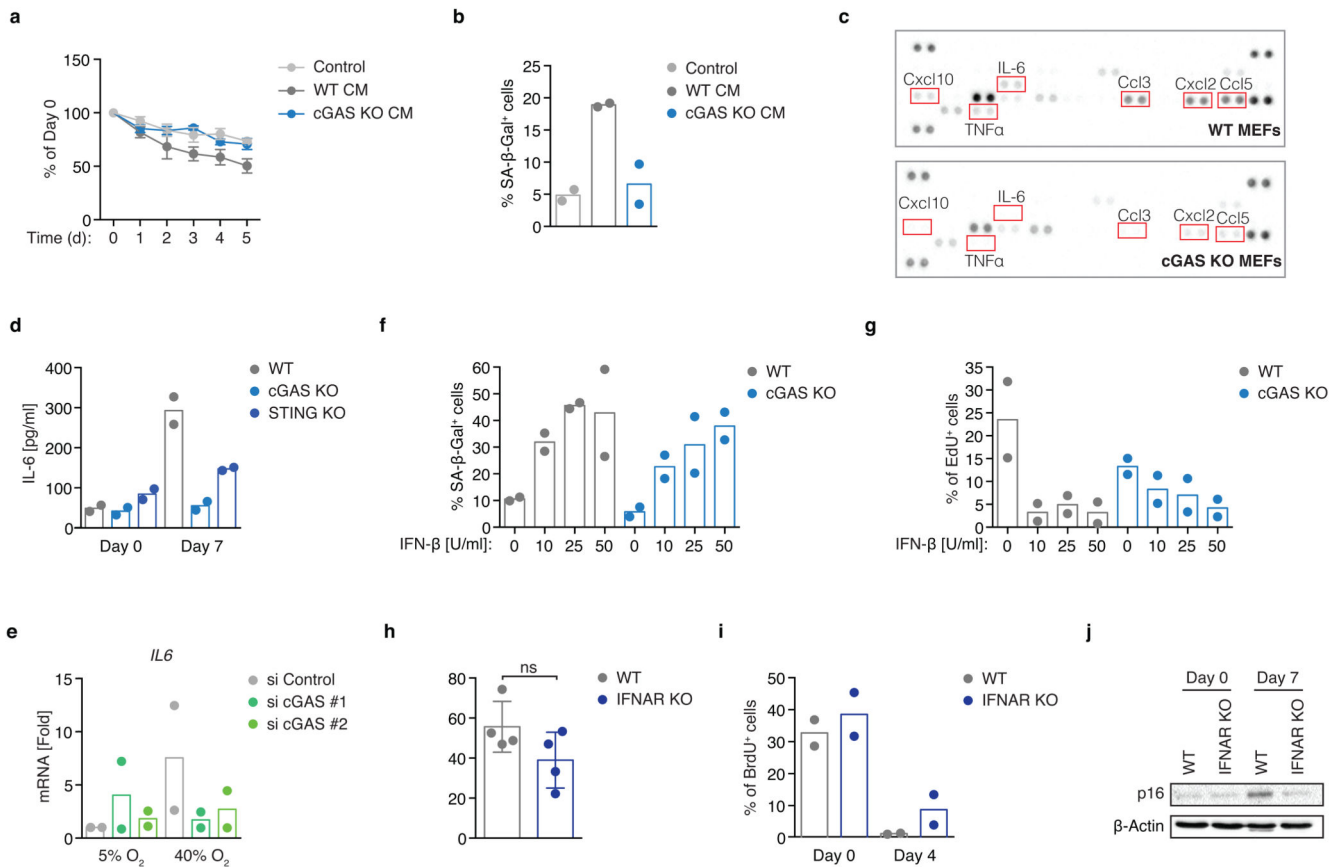 a
% of Day 0
150
100
50
0
Time (d): 0 1 2 3 4 5
Control
WT CM
cGAS KO CM
b
% SA-β-Gal⁺ cells
25
20
15
10
5
0
Control
WT CM
cGAS KO CM
c
Cxcl10
IL-6
TNFα
Ccl3
Cxcl2
Ccl5
WT MEFs
Cxcl10
IL-6
TNFα
Ccl3
Cxcl2
Ccl5
cGAS KO MEFs
d
IL-6 [pg/ml]
400
300
200
100
0
Day 0 Day 7
WT
cGAS KO
STING KO
f
% SA-β-Gal⁺ cells
60
50
40
30
20
10
0
IFN-β [U/ml]: 0 10 25 50 0 10 25 50
WT
cGAS KO
g
% of EdU⁺ cells
35
30
25
20
15
10
5
0
IFN-β [U/ml]: 0 10 25 50 0 10 25 50
WT
cGAS KO
e
IL6
mRNA [Fold]
15
10
5
0
5% O₂ 40% O₂
si Control
si cGAS #1
si cGAS #2
h
80
60
40
20
0
ns
WT
IFNAR KO
i
% of BrdU⁺ cells
50
40
30
20
10
0
Day 0 Day 4
WT
IFNAR KO
j
Day 0 Day 7
WT
IFNAR KO
WT
IFNAR KO
p16
β-Actin